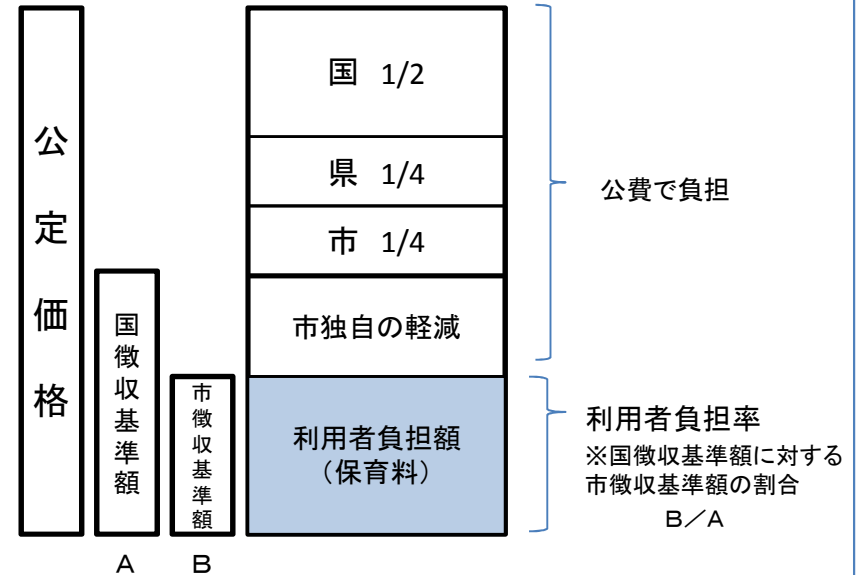 公定価格
国徴収基準額
A
市徴収基準額
B
国 1/2
県 1/4
市 1/4
市独自の軽減
利用者負担額
（保育料）
公費で負担
利用者負担率
※国徴収基準額に対する
市徴収基準額の割合
B／A